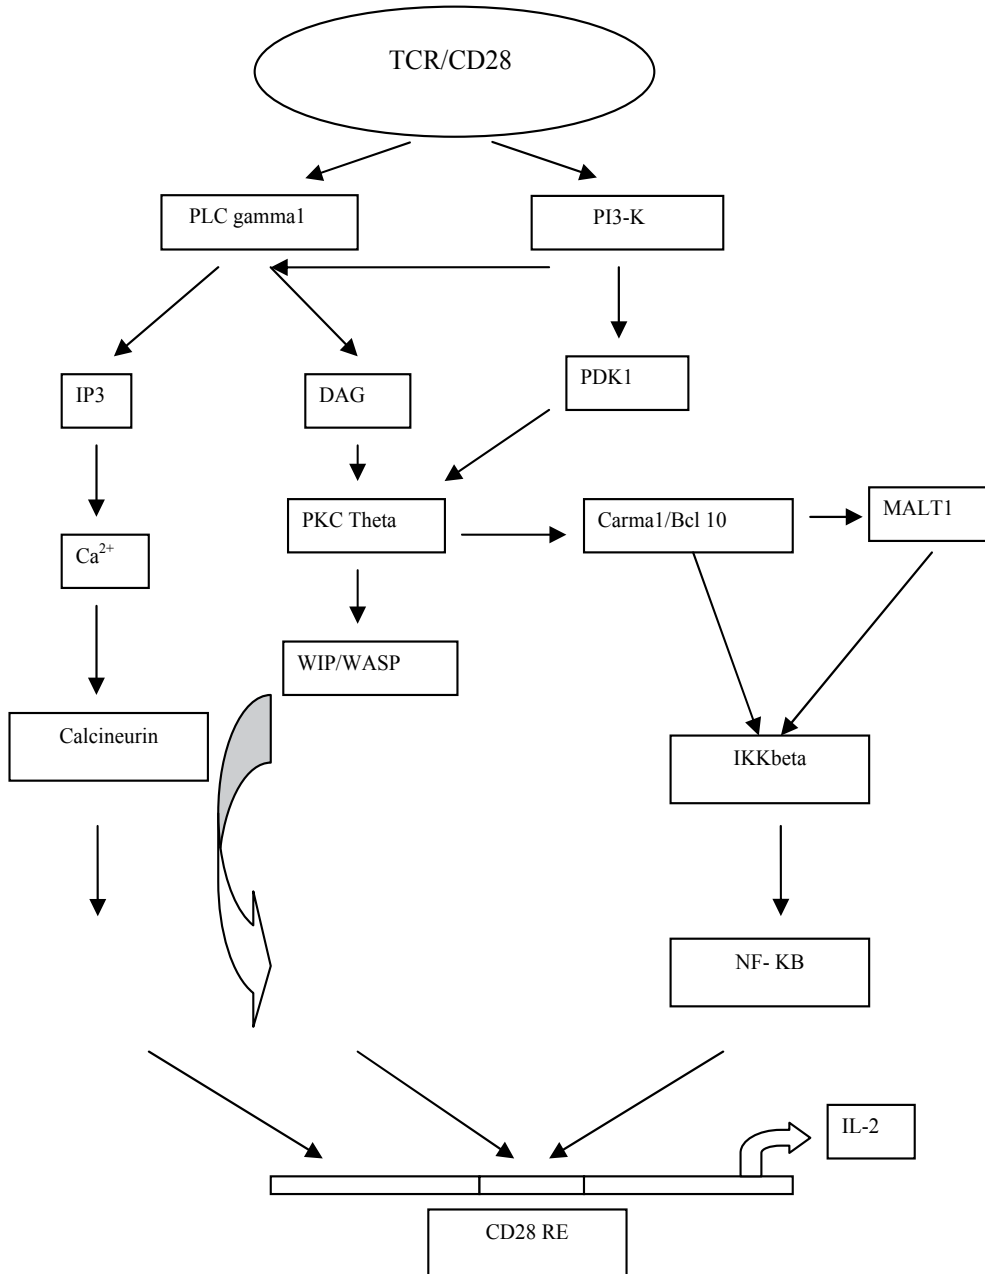 TCR/CD28
PLC gamma1
PI3-K
IP3
DAG
PDK1
PKC Theta
Carma1/Bcl 10
MALT1
Ca²⁺
WIP/WASP
Calcineurin
IKKbeta
NF- KB
IL-2
CD28 RE